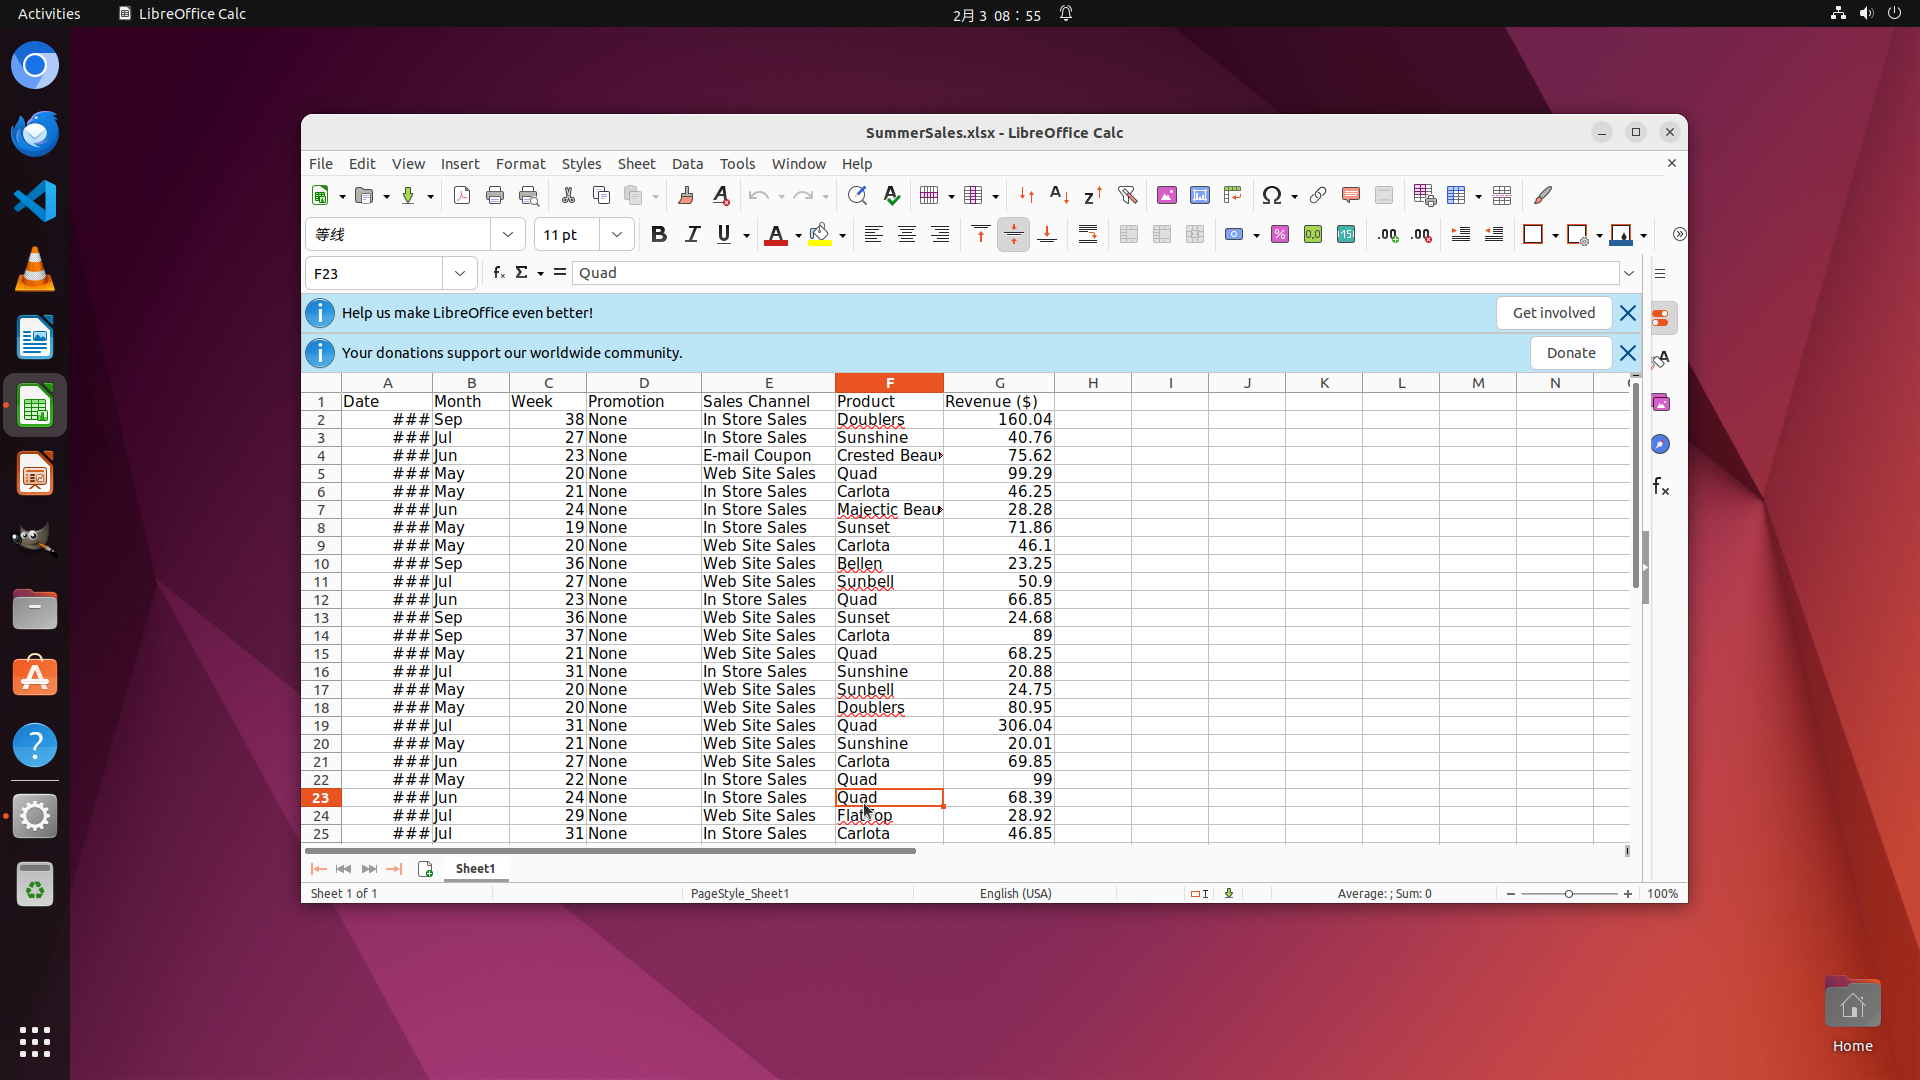 Activities LibreOffice Calc 2月 3 08：55
SummerSales.xlsx - LibreOffice Calc
File Edit View Insert Format Styles Sheet Data Tools Window Help
等线 11 pt
F23 Quad
Help us make LibreOffice even better! Get involved
Your donations support our worldwide community. Donate
A B C D E F G H I J K L M N
1 Date Month Week Promotion Sales Channel Product Revenue ($)
2 ### Sep 38 None In Store Sales Doublers 160.04
3 ### Jul 27 None In Store Sales Sunshine 40.76
4 ### Jun 23 None E-mail Coupon Crested Beau 75.62
5 ### May 20 None Web Site Sales Quad 99.29
6 ### May 21 None In Store Sales Carlota 46.25
7 ### Jun 24 None In Store Sales Majectic Beau 28.28
8 ### May 19 None In Store Sales Sunset 71.86
9 ### May 20 None Web Site Sales Carlota 46.1
10 ### Sep 36 None Web Site Sales Bellen 23.25
11 ### Jul 27 None Web Site Sales Sunbell 50.9
12 ### Jun 23 None In Store Sales Quad 66.85
13 ### Sep 36 None Web Site Sales Sunset 24.68
14 ### Sep 37 None Web Site Sales Carlota 89
15 ### May 21 None Web Site Sales Quad 68.25
16 ### Jul 31 None In Store Sales Sunshine 20.88
17 ### May 20 None Web Site Sales Sunbell 24.75
18 ### May 20 None Web Site Sales Doublers 80.95
19 ### Jul 31 None Web Site Sales Quad 306.04
20 ### May 21 None Web Site Sales Sunshine 20.01
21 ### Jun 27 None Web Site Sales Carlota 69.85
22 ### May 22 None In Store Sales Quad 99
23 ### Jun 24 None In Store Sales Quad 68.39
24 ### Jul 29 None Web Site Sales FlatTop 28.92
25 ### Jul 31 None In Store Sales Carlota 46.85
Sheet1
Sheet 1 of 1 PageStyle_Sheet1 English (USA) Average: ; Sum: 0 100%
Home